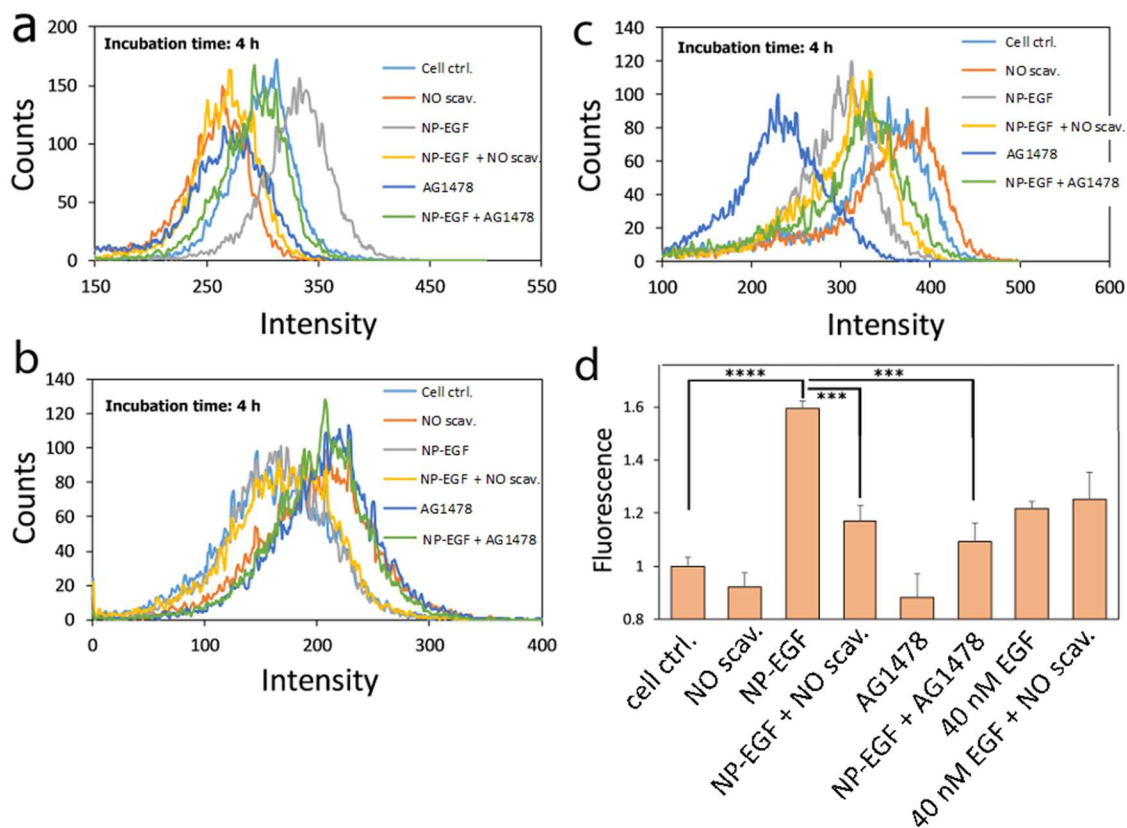 a
200
150
100
50
0
Counts
Incubation time: 4 h
Cell ctrl.
NO scav.
NP-EGF
NP-EGF + NO scav.
AG1478
NP-EGF + AG1478
150
250
350
450
550
Intensity
c
140
120
100
80
60
40
20
0
Counts
Incubation time: 4 h
Cell ctrl.
NO scav.
NP-EGF
NP-EGF + NO scav.
AG1478
NP-EGF + AG1478
100
200
300
400
500
600
Intensity
b
140
120
100
80
60
40
20
0
Counts
Incubation time: 4 h
Cell ctrl.
NO scav.
NP-EGF
NP-EGF + NO scav.
AG1478
NP-EGF + AG1478
0
100
200
300
400
Intensity
d
****
***
***
1.6
1.4
1.2
1
0.8
Fluorescence
cell ctrl.
NO scav.
NP-EGF
NP-EGF + NO scav.
AG1478
NP-EGF + AG1478
40 nM EGF
40 nM EGF + NO scav.